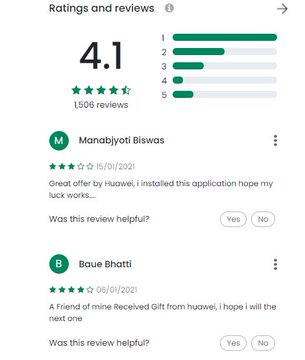 Ratings and reviews
4.1
1
2
3
4
5
1,506 reviews
M Manabjyoti Biswas
15/01/2021
Great offer by Huawei, i installed this application hope my
luck works....
Was this review helpful? Yes No
B Baue Bhatti
06/01/2021
A Friend of mine Received Gift from huawei, i hope i will the
next one
Was this review helpful? Yes No